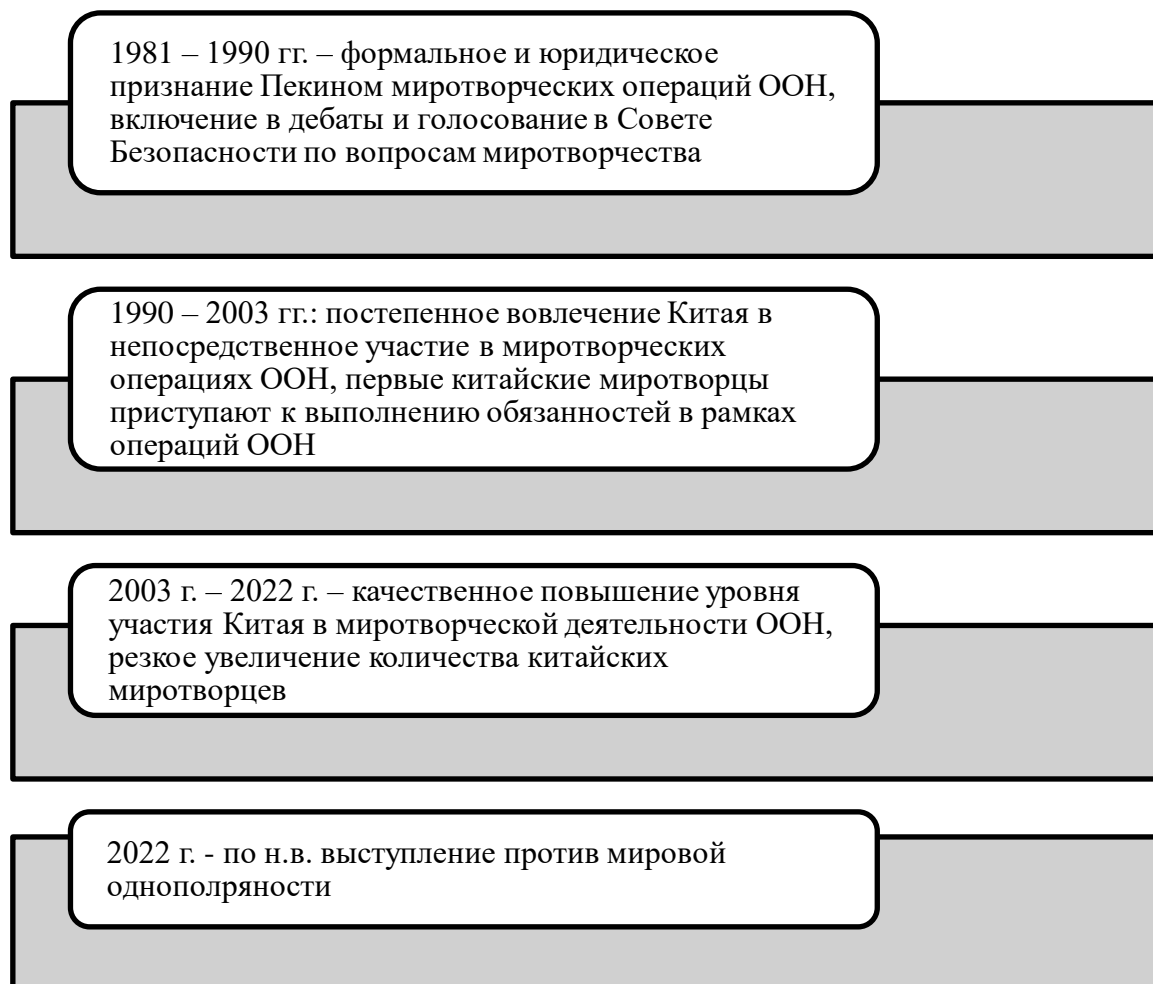 1981 – 1990 гг. – формальное и юридическое
признание Пекином миротворческих операций ООН,
включение в дебаты и голосование в Совете
Безопасности по вопросам миротворчества
1990 – 2003 гг.: постепенное вовлечение Китая в
непосредственное участие в миротворческих
операциях ООН, первые китайские миротворцы
приступают к выполнению обязанностей в рамках
операций ООН
2003 г. – 2022 г. – качественное повышение уровня
участия Китая в миротворческой деятельности ООН,
резкое увеличение количества китайских
миротворцев
2022 г. - по н.в. выступление против мировой
однополряности